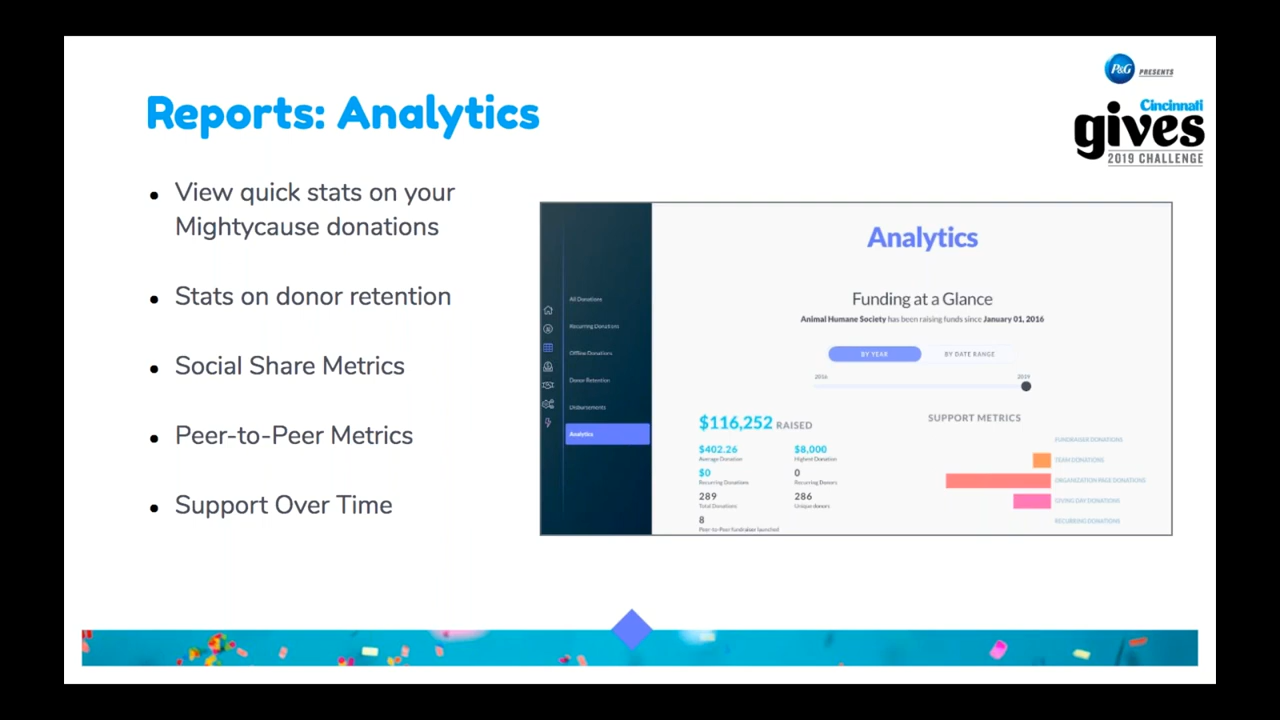 P&G PRESENTS
Cincinnati
gives
2019 CHALLENGE
Reports: Analytics
• View quick stats on your
Mightycause donations
• Stats on donor retention
• Social Share Metrics
• Peer-to-Peer Metrics
• Support Over Time
All Donations
Recurring Donations
Offline Donations
Donor Retention
Disbursements
Analytics
Analytics
Funding at a Glance
Animal Humane Society has been raising funds since January 01, 2016
BY YEAR
BY DATE RANGE
2016
2019
$116,252 RAISED
$402.26
Average Donation
$8,000
Highest Donation
$0
Recurring Donations
0
Recurring Donors
289
Total Donations
286
Unique donors
8
Peer-to-Peer fundraiser launched
SUPPORT METRICS
FUNDRAISER DONATIONS
TEAM DONATIONS
ORGANIZATION PAGE DONATIONS
GIVING DAY DONATIONS
RECURRING DONATIONS